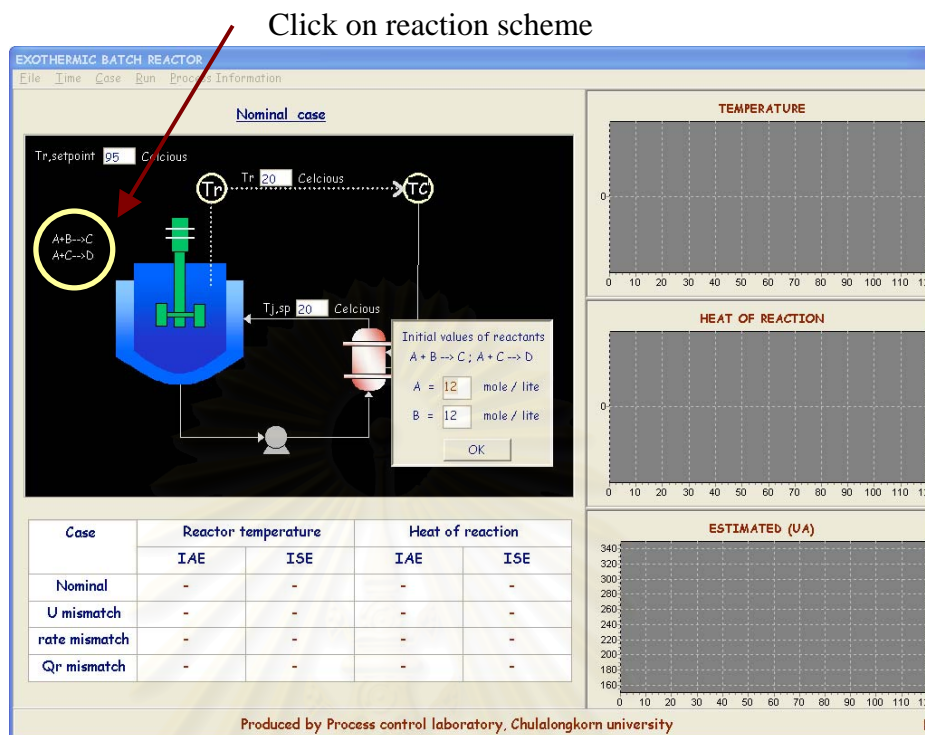 Click on reaction scheme
EXOTHERMIC BATCH REACTOR
File Time Case Run Process Information
Nominal case
Tr,setpoint 95 Celcious
Tr 20 Celcious
Tr
TC
A+B-->C
A+C-->D
Tj,sp 20 Celcious
Initial values of reactants
A + B --> C ; A + C --> D
A = 12 mole / lite
B = 12 mole / lite
OK
TEMPERATURE
0
0 10 20 30 40 50 60 70 80 90 100 110
HEAT OF REACTION
0
0 10 20 30 40 50 60 70 80 90 100 110
ESTIMATED (UA)
340
320
300
280
260
240
220
200
180
160
0 10 20 30 40 50 60 70 80 90 100 110
Case Reactor temperature Heat of reaction
IAE ISE IAE ISE
Nominal - - - -
U mismatch - - - -
rate mismatch - - - -
Qr mismatch - - - -
Produced by Process control laboratory, Chulalongkorn university